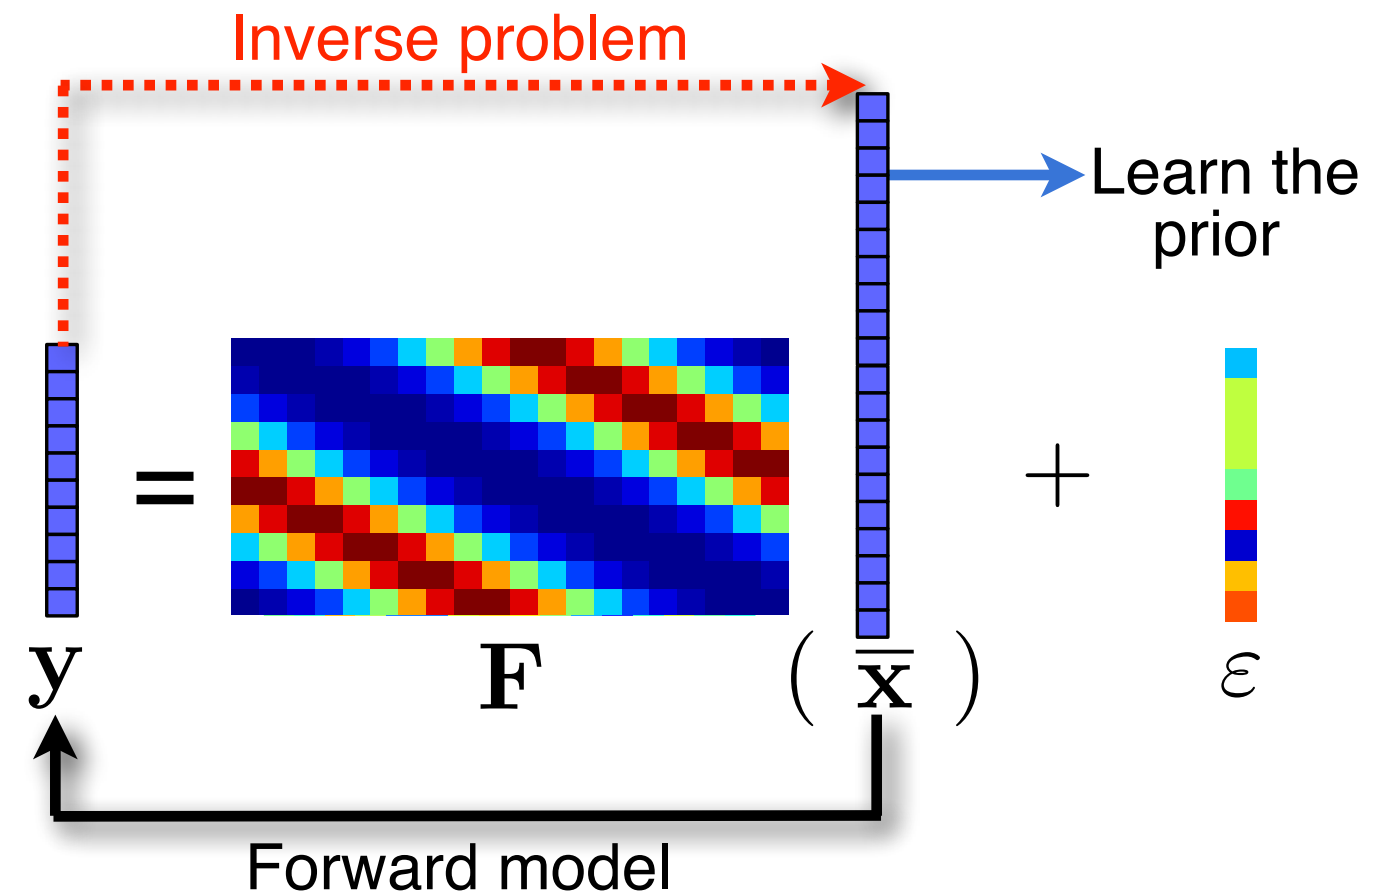 Inverse problem
Learn the
prior
=
+
y
F
( x̅ )
ε
Forward model